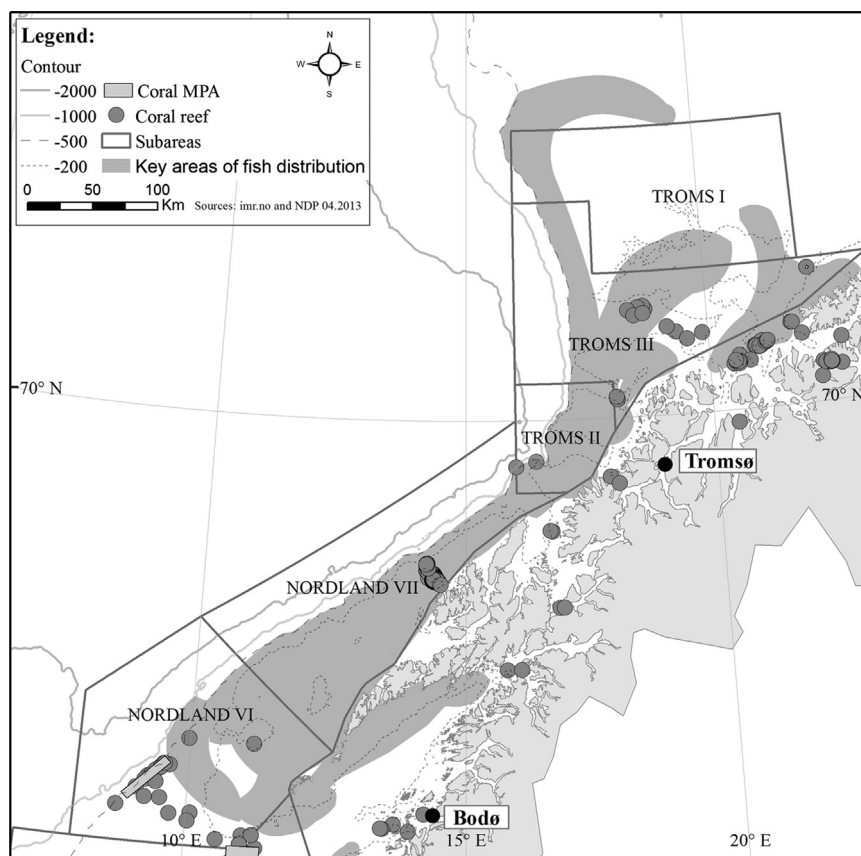 Legend:
Contour
-2000
Coral MPA
-1000
Coral reef
-500
Subareas
-200
Key areas of fish distribution
0 25 50 75 100
Km
Sources: imr.no and NDP 04.2013
N
W E
S
TROMS I
TROMS III
70° N
70° N
TROMS II
Tromsø
NORDLAND VII
NORDLAND VI
Bodø
10° E
15° E
20° E